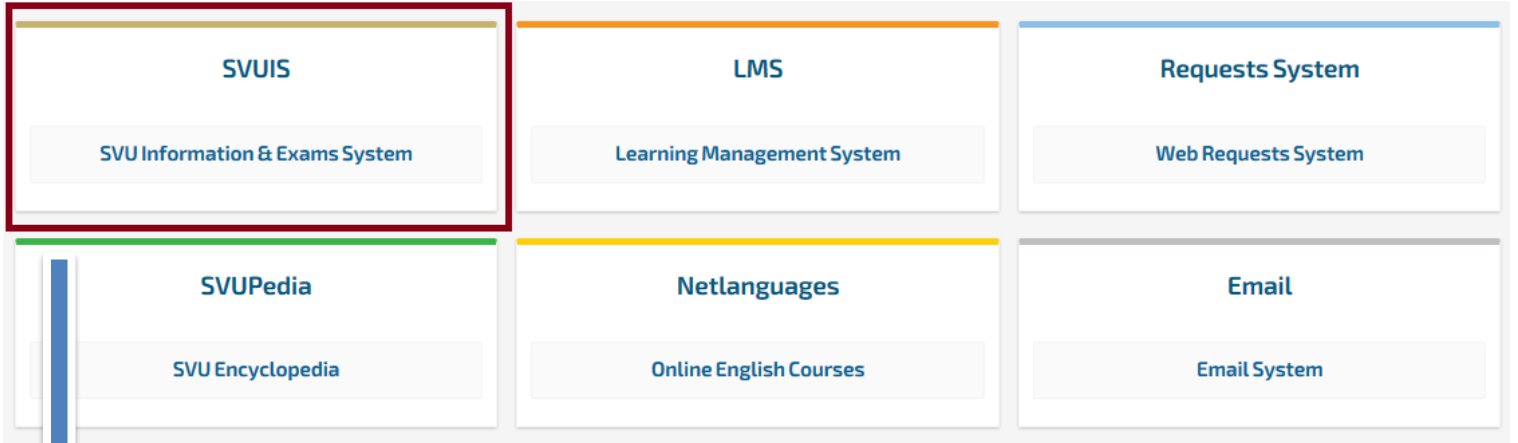 SVUIS
SVU Information & Exams System
LMS
Learning Management System
Requests System
Web Requests System
SVUPedia
SVU Encyclopedia
Netlanguages
Online English Courses
Email
Email System